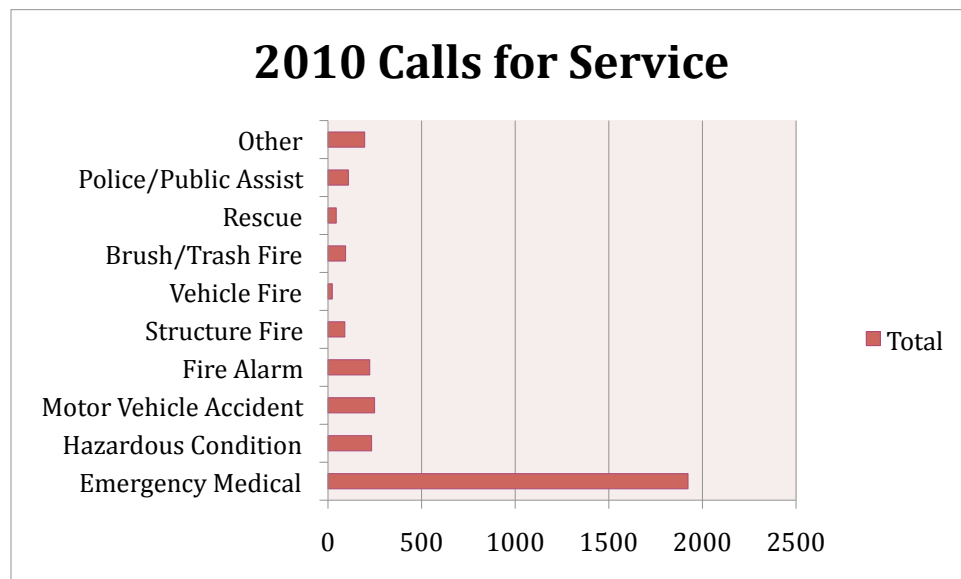 2010 Calls for Service
Other
Police/Public Assist
Rescue
Brush/Trash Fire
Vehicle Fire
Structure Fire
Fire Alarm
Motor Vehicle Accident
Hazardous Condition
Emergency Medical
Total
0 500 1000 1500 2000 2500